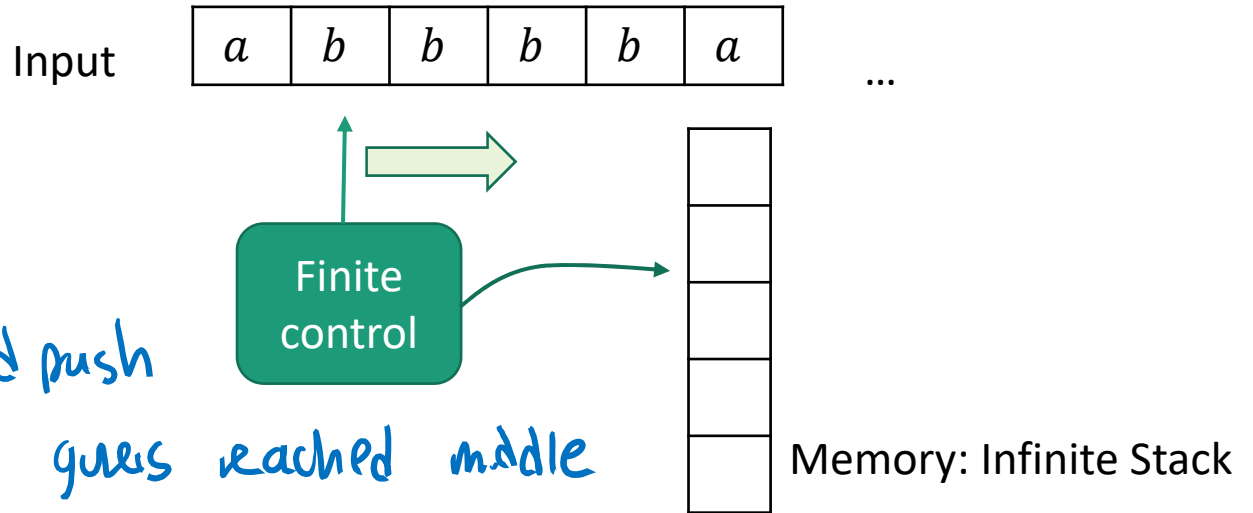 Input a b b b b a ...
Finite
control
push
guess reached middle
Memory: Infinite Stack